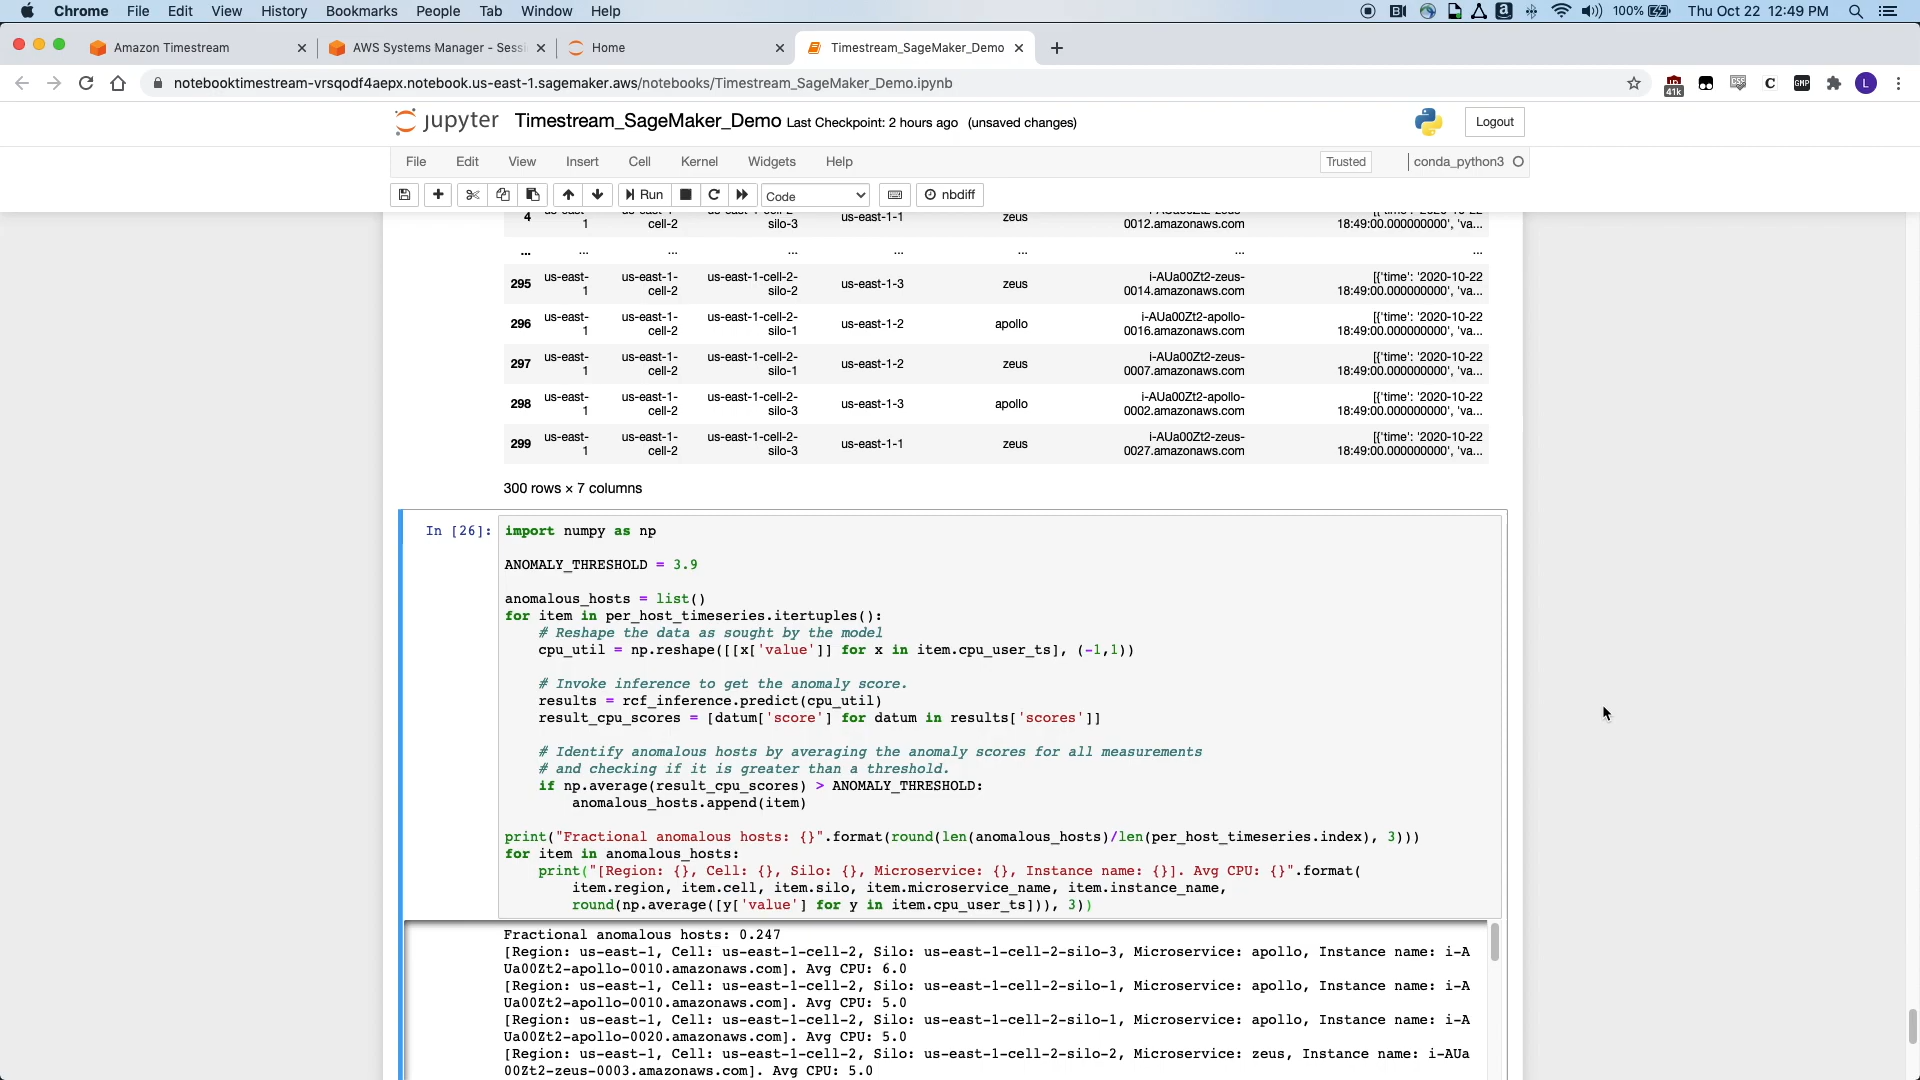 Chrome File Edit View History Bookmarks People Tab Window Help 100% Thu Oct 22 12:49 PM
Amazon Timestream AWS Systems Manager - Sessi Home Timestream_SageMaker_Demo
notebooktimestream-vrsqodf4aepx.notebook.us-east-1.sagemaker.aws/notebooks/Timestream_SageMaker_Demo.ipynb 41k C GMP L
jupyter Timestream_SageMaker_Demo Last Checkpoint: 2 hours ago (unsaved changes) Logout
File Edit View Insert Cell Kernel Widgets Help Trusted conda_python3
Run Code nbdiff
4 1 cell-2 silo-3 us-east-1-1 zeus 0012.amazonaws.com 18:49:00.000000000', 'va...
... ... ... ... ... ... ... ...
295 us-east- us-east-1- us-east-1-cell-2- us-east-1-3 zeus i-AUa00Zt2-zeus- [{'time': '2020-10-22
1 cell-2 silo-2 0014.amazonaws.com 18:49:00.000000000', 'va...
296 us-east- us-east-1- us-east-1-cell-2- us-east-1-2 apollo i-AUa00Zt2-apollo- [{'time': '2020-10-22
1 cell-2 silo-1 0016.amazonaws.com 18:49:00.000000000', 'va...
297 us-east- us-east-1- us-east-1-cell-2- us-east-1-2 zeus i-AUa00Zt2-zeus- [{'time': '2020-10-22
1 cell-2 silo-1 0007.amazonaws.com 18:49:00.000000000', 'va...
298 us-east- us-east-1- us-east-1-cell-2- us-east-1-3 apollo i-AUa00Zt2-apollo- [{'time': '2020-10-22
1 cell-2 silo-3 0002.amazonaws.com 18:49:00.000000000', 'va...
299 us-east- us-east-1- us-east-1-cell-2- us-east-1-1 zeus i-AUa00Zt2-zeus- [{'time': '2020-10-22
1 cell-2 silo-3 0027.amazonaws.com 18:49:00.000000000', 'va...
300 rows × 7 columns
In [26]: import numpy as np
ANOMALY_THRESHOLD = 3.9
anomalous_hosts = list()
for item in per_host_timeseries.itertuples():
# Reshape the data as sought by the model
cpu_util = np.reshape([[x['value']] for x in item.cpu_user_ts], (-1,1))
# Invoke inference to get the anomaly score.
results = rcf_inference.predict(cpu_util)
result_cpu_scores = [datum['score'] for datum in results['scores']]
# Identify anomalous hosts by averaging the anomaly scores for all measurements
# and checking if it is greater than a threshold.
if np.average(result_cpu_scores) > ANOMALY_THRESHOLD:
anomalous_hosts.append(item)
print("Fractional anomalous hosts: {}".format(round(len(anomalous_hosts)/len(per_host_timeseries.index), 3)))
for item in anomalous_hosts:
print("[Region: {}, Cell: {}, Silo: {}, Microservice: {}, Instance name: {}]. Avg CPU: {}".format(
item.region, item.cell, item.silo, item.microservice_name, item.instance_name,
round(np.average([y['value'] for y in item.cpu_user_ts])), 3))
Fractional anomalous hosts: 0.247
[Region: us-east-1, Cell: us-east-1-cell-2, Silo: us-east-1-cell-2-silo-3, Microservice: apollo, Instance name: i-A
Ua00Zt2-apollo-0010.amazonaws.com]. Avg CPU: 6.0
[Region: us-east-1, Cell: us-east-1-cell-2, Silo: us-east-1-cell-2-silo-1, Microservice: apollo, Instance name: i-A
Ua00Zt2-apollo-0010.amazonaws.com]. Avg CPU: 5.0
[Region: us-east-1, Cell: us-east-1-cell-2, Silo: us-east-1-cell-2-silo-1, Microservice: apollo, Instance name: i-A
Ua00Zt2-apollo-0020.amazonaws.com]. Avg CPU: 5.0
[Region: us-east-1, Cell: us-east-1-cell-2, Silo: us-east-1-cell-2-silo-2, Microservice: zeus, Instance name: i-AUa
00Zt2-zeus-0003.amazonaws.com]. Avg CPU: 5.0